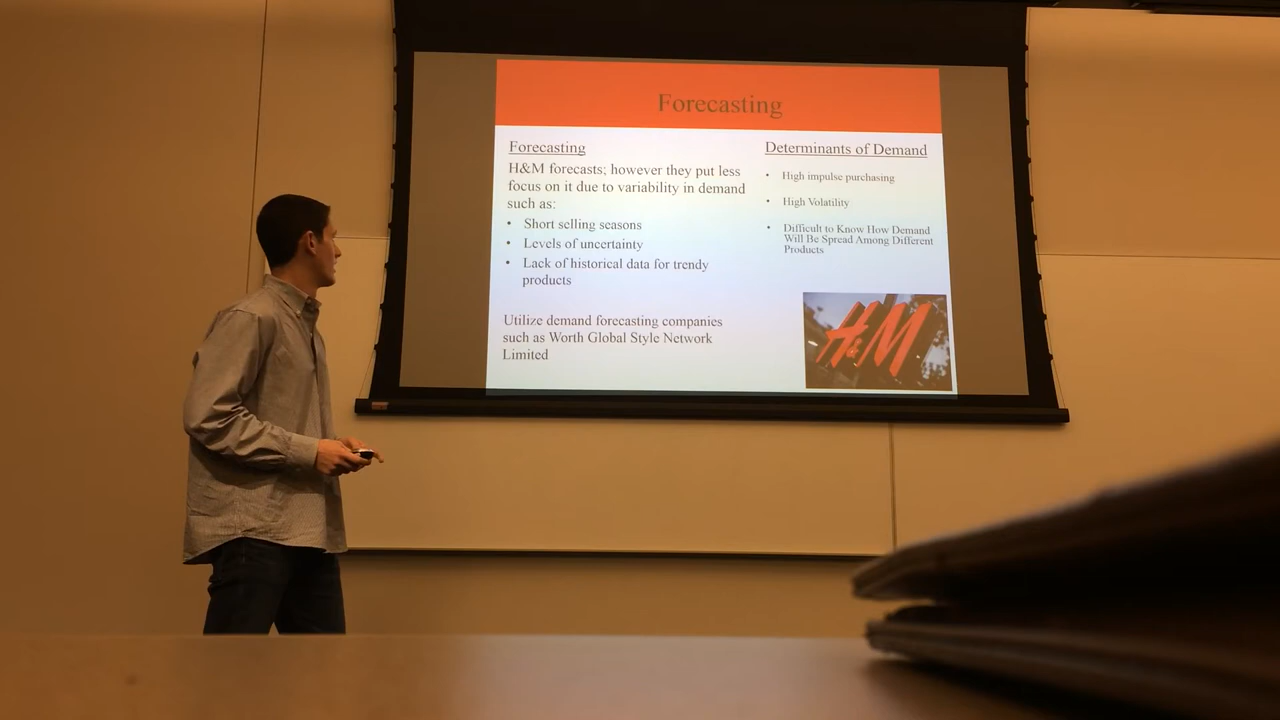 Forecasting
Forecasting
H&M forecasts; however they put less
focus on it due to variability in demand
such as:
• Short selling seasons
• Levels of uncertainty
• Lack of historical data for trendy
products
Utilize demand forecasting companies
such as Worth Global Style Network
Limited
Determinants of Demand
• High impulse purchasing
• High Volatility
• Difficult to Know How Demand
Will Be Spread Among Different
Products
H&M